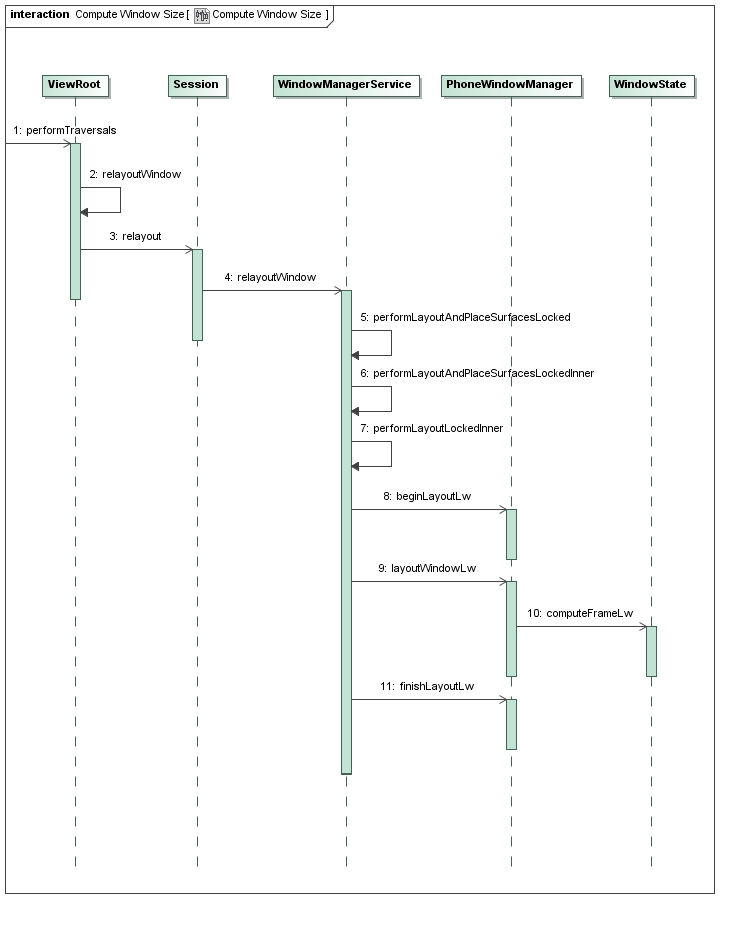 interaction Compute Window Size [ Compute Window Size ]
ViewRoot Session WindowManagerService PhoneWindowManager WindowState
1: performTraversals
2: relayoutWindow
3: relayout
4: relayoutWindow
5: performLayoutAndPlaceSurfacesLocked
6: performLayoutAndPlaceSurfacesLockedInner
7: performLayoutLockedInner
8: beginLayoutLw
9: layoutWindowLw
10: computeFrameLw
11: finishLayoutLw